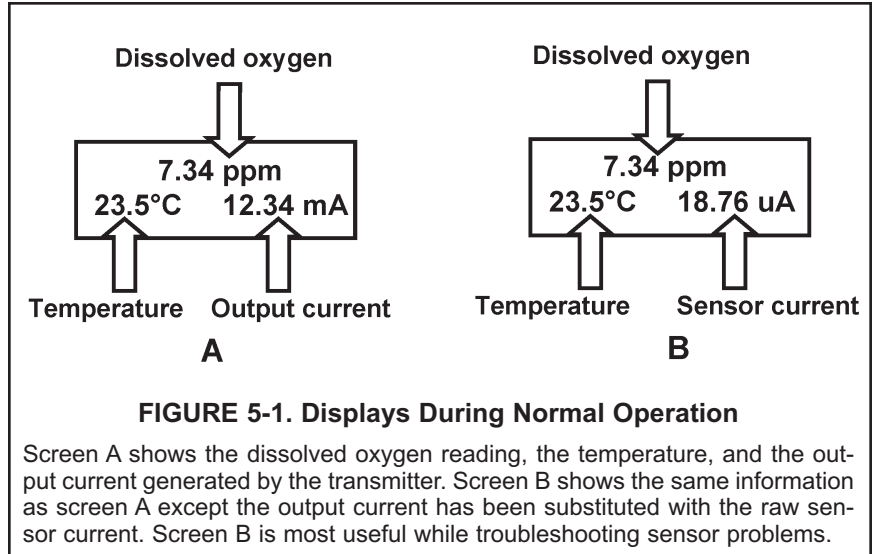 Dissolved oxygen
7.34 ppm
23.5°C 12.34 mA
Temperature Output current
A
Dissolved oxygen
7.34 ppm
23.5°C 18.76 uA
Temperature Sensor current
B
FIGURE 5-1. Displays During Normal Operation
Screen A shows the dissolved oxygen reading, the temperature, and the out-
put current generated by the transmitter. Screen B shows the same information
as screen A except the output current has been substituted with the raw sen-
sor current. Screen B is most useful while troubleshooting sensor problems.